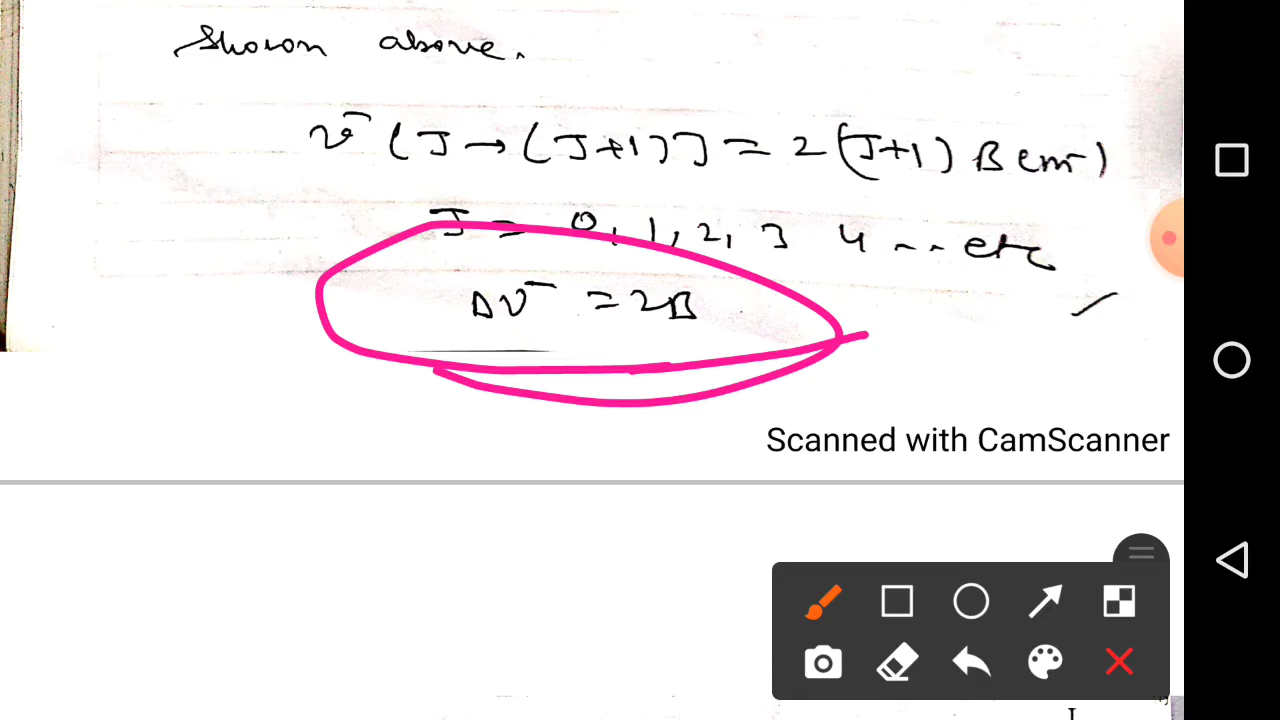 Shown above.
ν̄ (J → (J+1)] = 2(J+1) B cm⁻¹)
J = 0, 1, 2, 3 4 ... etc
Δν̄ = 2B
Scanned with CamScanner